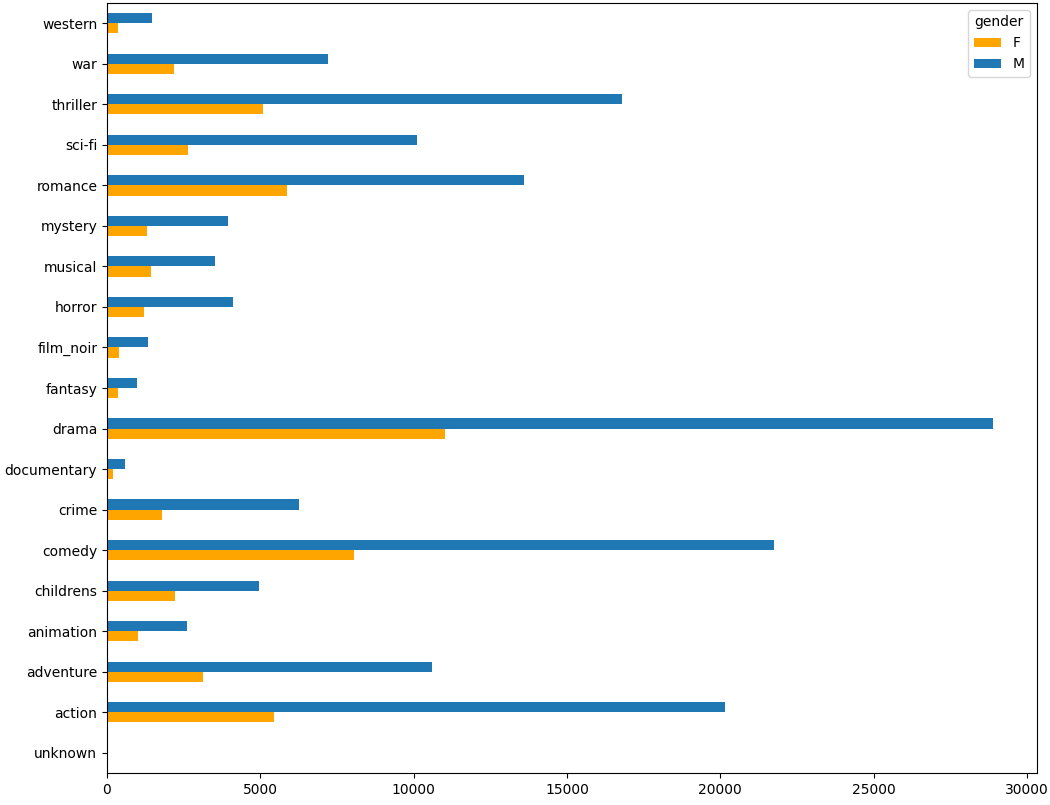 western
war
thriller
sci-fi
romance
mystery
musical
horror
film_noir
fantasy
drama
documentary
crime
comedy
childrens
animation
adventure
action
unknown
0 5000 10000 15000 20000 25000 30000
gender
F
M